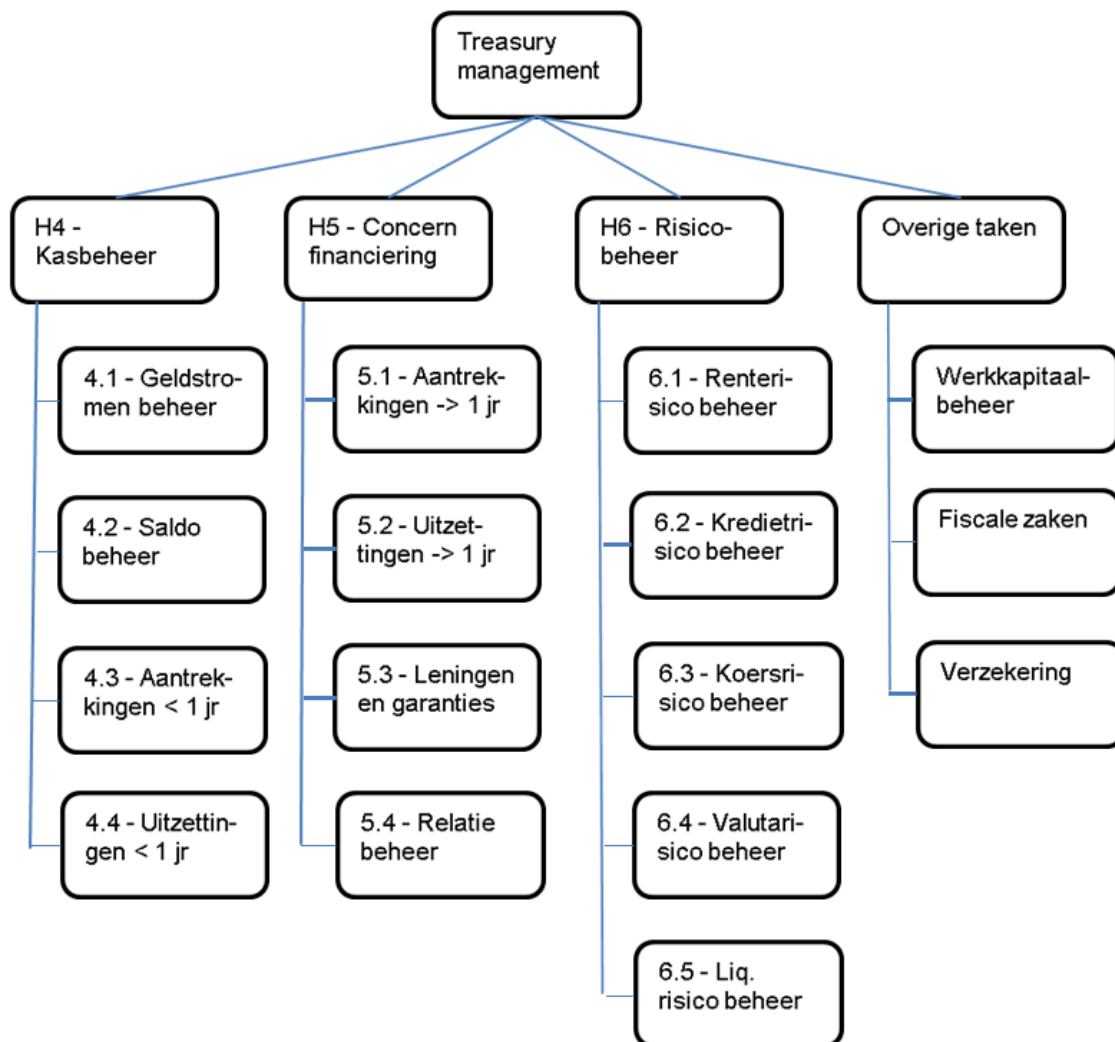 Treasury
management
H4 -
Kasbeheer
H5 - Concern
financiering
H6 - Risico-
beheer
Overige taken
4.1 - Geldstro-
men beheer
4.2 - Saldo
beheer
4.3 - Aantrek-
kingen < 1 jr
4.4 - Uitzettin-
gen < 1 jr
5.1 - Aantrek-
kingen -> 1 jr
5.2 - Uitzet-
tingen -> 1 jr
5.3 - Leningen
en garanties
5.4 - Relatie
beheer
6.1 - Renteri-
sico beheer
6.2 - Kredietri-
sico beheer
6.3 - Koersri-
sico beheer
6.4 - Valutari-
sico beheer
6.5 - Liq.
risico beheer
Werkkapitaal-
beheer
Fiscale zaken
Verzekering